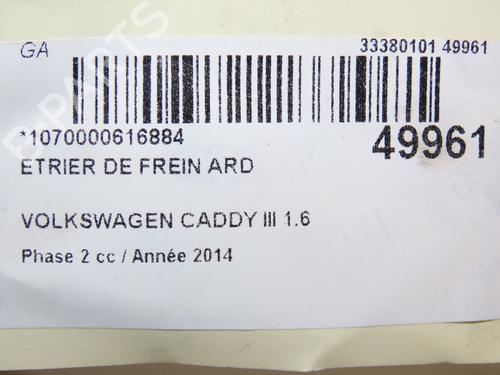 GA
33380101 49961
*1070000616884
49961
ETRIER DE FREIN ARD
VOLKSWAGEN CADDY III 1.6
Phase 2 cc / Année 2014